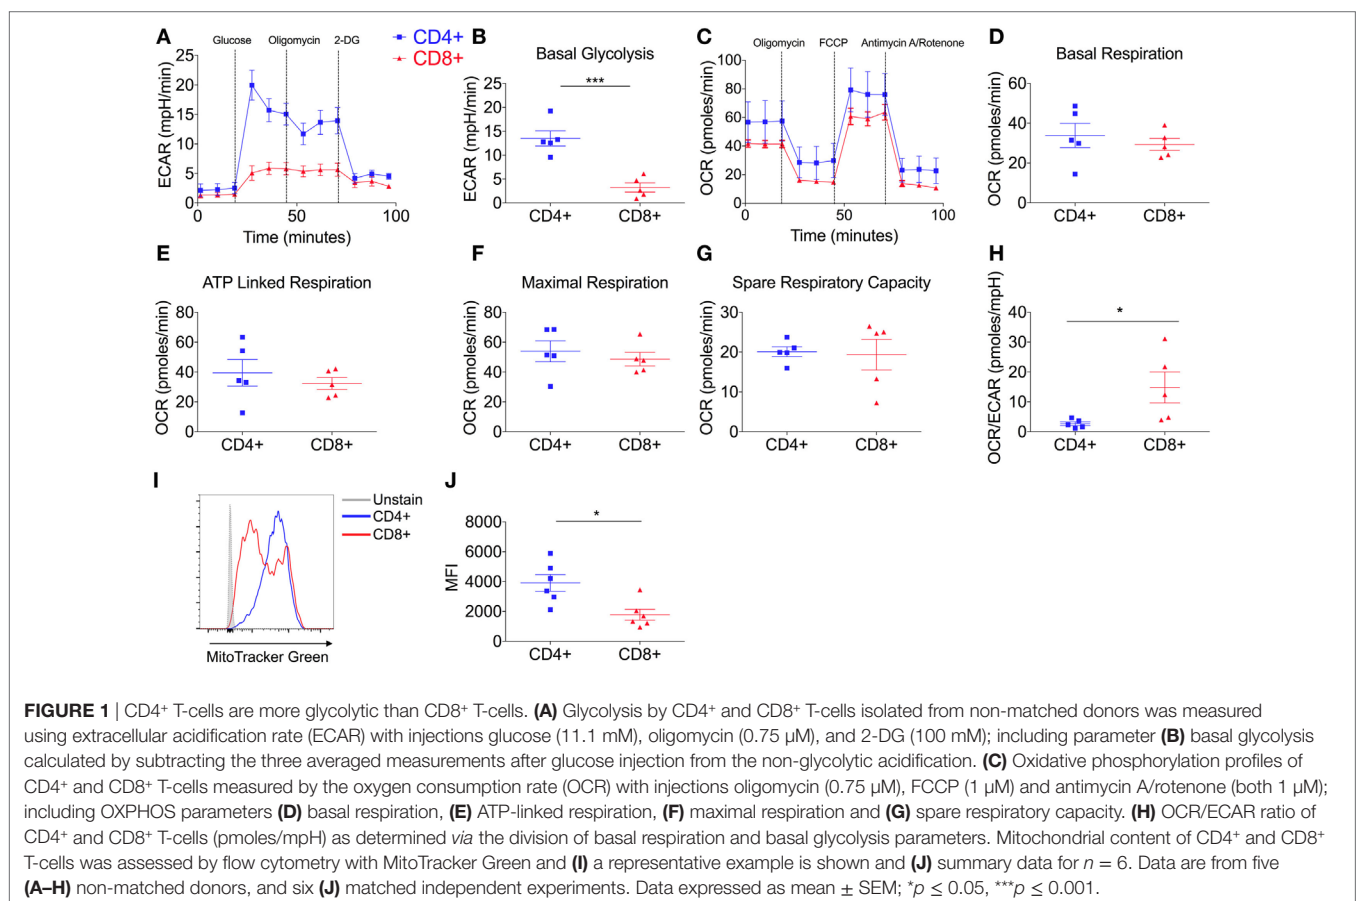 A
Glucose
Oligomycin
2-DG
CD4+
CD8+
ECAR (mpH/min)
25
20
15
10
5
0
0
50
100
Time (minutes)
B
Basal Glycolysis
***
ECAR (mpH/min)
25
20
15
10
5
0
CD4+
CD8+
C
Oligomycin
FCCP
Antimycin A/Rotenone
OCR (pmoles/min)
100
80
60
40
20
0
0
50
100
Time (minutes)
D
Basal Respiration
OCR (pmoles/min)
60
40
20
0
CD4+
CD8+
E
ATP Linked Respiration
OCR (pmoles/min)
80
60
40
20
0
CD4+
CD8+
F
Maximal Respiration
OCR (pmoles/min)
80
60
40
20
0
CD4+
CD8+
G
Spare Respiratory Capacity
OCR (pmoles/min)
30
20
10
0
CD4+
CD8+
H
*
OCR/ECAR (pmoles/mpH)
40
30
20
10
0
CD4+
CD8+
I
Unstain
CD4+
CD8+
MitoTracker Green
J
*
MFI
8000
6000
4000
2000
0
CD4+
CD8+
FIGURE 1 | CD4⁺ T-cells are more glycolytic than CD8⁺ T-cells. (A) Glycolysis by CD4⁺ and CD8⁺ T-cells isolated from non-matched donors was measured
using extracellular acidification rate (ECAR) with injections glucose (11.1 mM), oligomycin (0.75 μM), and 2-DG (100 mM); including parameter (B) basal glycolysis
calculated by subtracting the three averaged measurements after glucose injection from the non-glycolytic acidification. (C) Oxidative phosphorylation profiles of
CD4⁺ and CD8⁺ T-cells measured by the oxygen consumption rate (OCR) with injections oligomycin (0.75 μM), FCCP (1 μM) and antimycin A/rotenone (both 1 μM);
including OXPHOS parameters (D) basal respiration, (E) ATP-linked respiration, (F) maximal respiration and (G) spare respiratory capacity. (H) OCR/ECAR ratio of
CD4⁺ and CD8⁺ T-cells (pmoles/mpH) as determined via the division of basal respiration and basal glycolysis parameters. Mitochondrial content of CD4⁺ and CD8⁺
T-cells was assessed by flow cytometry with MitoTracker Green and (I) a representative example is shown and (J) summary data for n = 6. Data are from five
(A–H) non-matched donors, and six (J) matched independent experiments. Data expressed as mean ± SEM; *p ≤ 0.05, ***p ≤ 0.001.